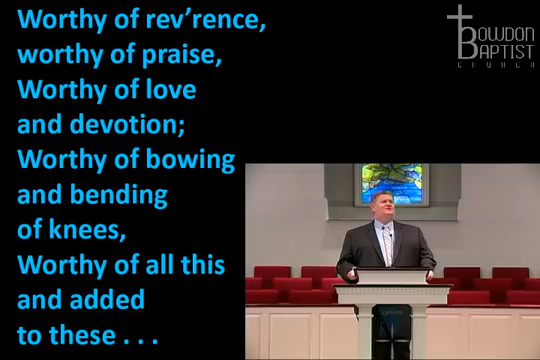 Worthy of rev'rence,
worthy of praise,
Worthy of love
and devotion;
Worthy of bowing
and bending
of knees,
Worthy of all this
and added
to these . . .
Bowdon
Baptist
Church